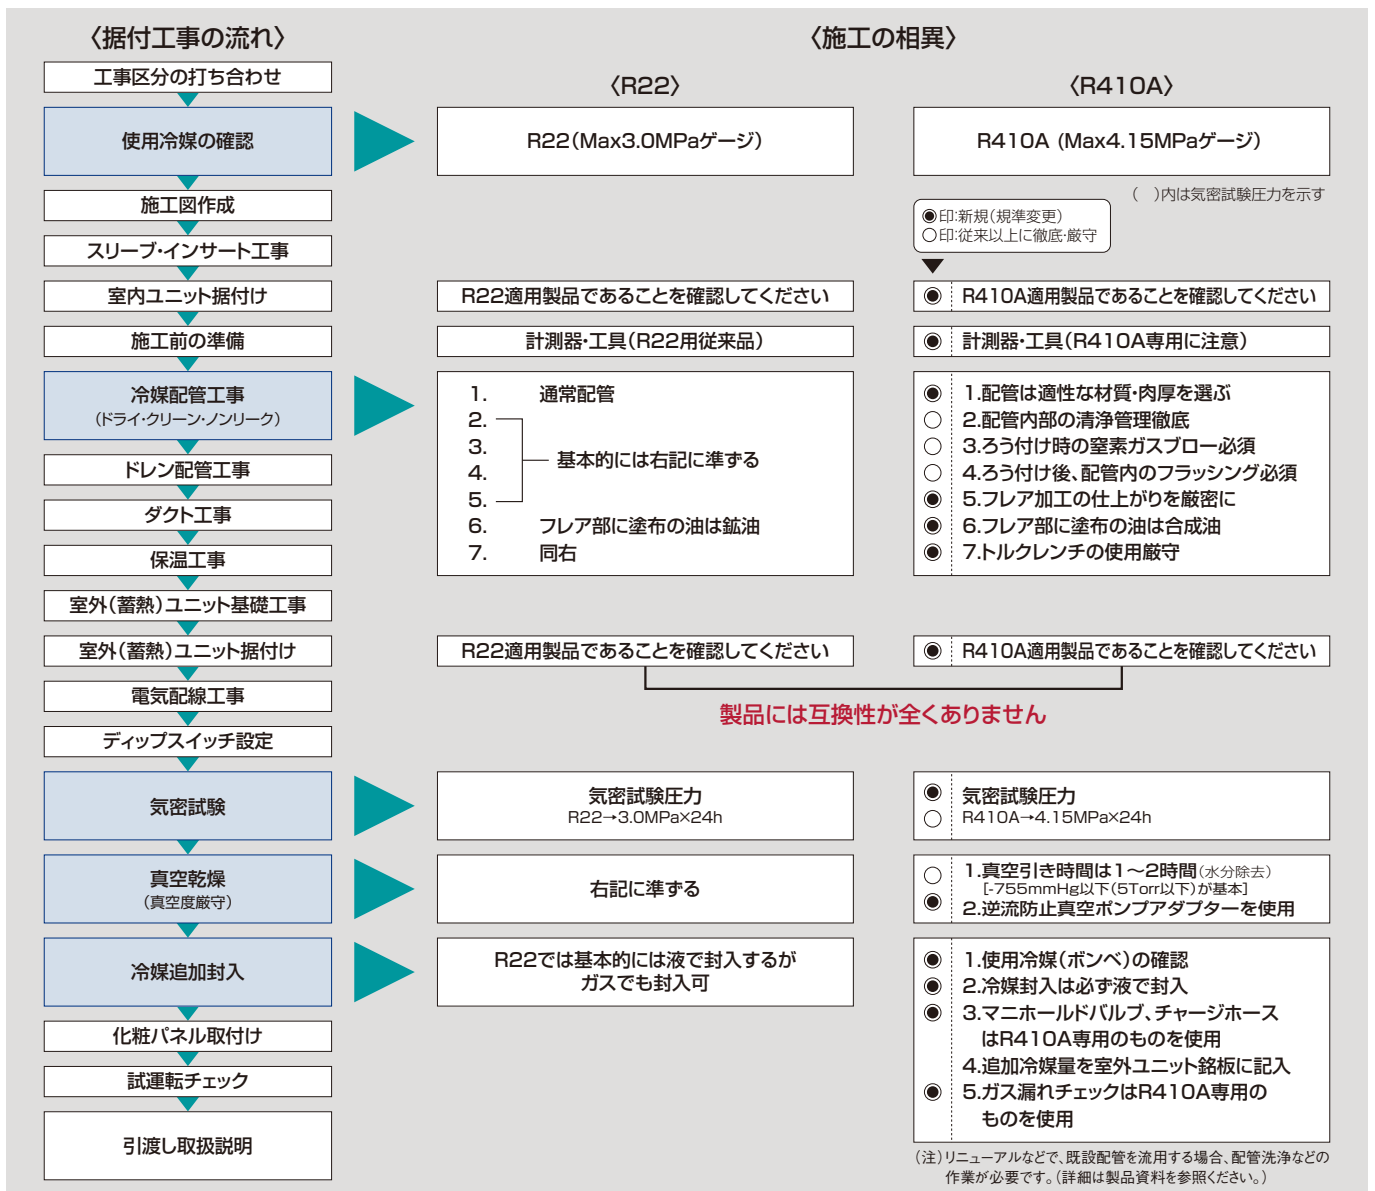 〈据付工事の流れ〉
工事区分の打ち合わせ
使用冷媒の確認
施工図作成
スリーブ・インサート工事
室内ユニット据付け
施工前の準備
冷媒配管工事
(ドライ・クリーン・ノンリーク)
ドレン配管工事
ダクト工事
保温工事
室外(蓄熱)ユニット基礎工事
室外(蓄熱)ユニット据付け
電気配線工事
ディップスイッチ設定
気密試験
真空乾燥
(真空度厳守)
冷媒追加封入
化粧パネル取付け
試運転チェック
引渡し取扱説明
〈施工の相異〉
〈R22〉
R22(Max3.0MPaゲージ)
R22適用製品であることを確認してください
計測器・工具(R22用従来品)
1. 通常配管
2.
3.
基本的には右記に準ずる
4.
5.
6. フレア部に塗布の油は鉱油
7. 同右
R22適用製品であることを確認してください
製品には互換性が全くありません
気密試験圧力
R22→3.0MPa×24h
右記に準ずる
R22では基本的には液で封入するが
ガスでも封入可
〈R410A〉
R410A (Max4.15MPaゲージ)
( )内は気密試験圧力を示す
◉印:新規(規準変更)
○印:従来以上に徹底・厳守
◉ R410A適用製品であることを確認してください
◉ 計測器・工具(R410A専用に注意)
◉ 1.配管は適性な材質・肉厚を選ぶ
○ 2.配管内部の清浄管理徹底
○ 3.ろう付け時の窒素ガスブロー必須
○ 4.ろう付け後、配管内のフラッシング必須
◉ 5.フレア加工の仕上がりを厳密に
◉ 6.フレア部に塗布の油は合成油
◉ 7.トルクレンチの使用厳守
◉ R410A適用製品であることを確認してください
◉ 気密試験圧力
○ R410A→4.15MPa×24h
○ 1.真空引き時間は1〜2時間(水分除去)
[-755mmHg以下(5Torr以下)が基本]
◉ 2.逆流防止真空ポンプアダプターを使用
◉ 1.使用冷媒(ボンベ)の確認
◉ 2.冷媒封入は必ず液で封入
◉ 3.マニホールドバルブ、チャージホース
はR410A専用のものを使用
4.追加冷媒量を室外ユニット銘板に記入
◉ 5.ガス漏れチェックはR410A専用の
ものを使用
(注)リニューアルなどで、既設配管を流用する場合、配管洗浄などの
作業が必要です。(詳細は製品資料を参照ください。)